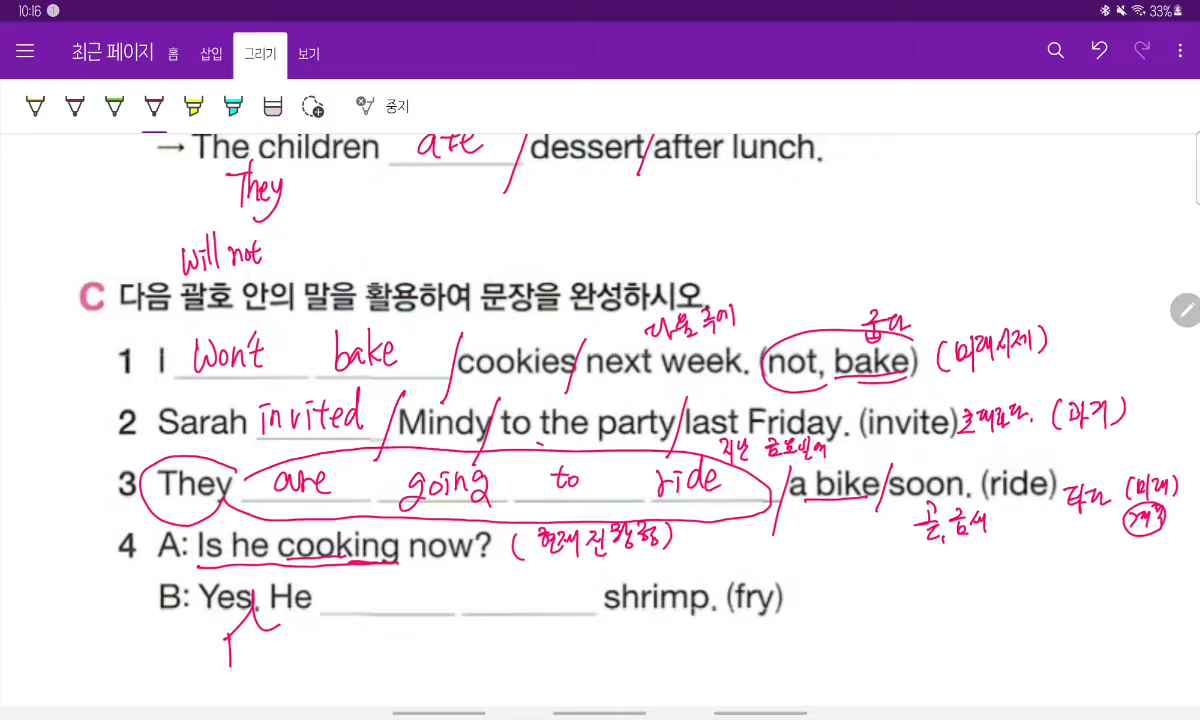 10:16 33%
최근 페이지 홈 삽입 그리기 보기
중지
→ The children ate / dessert / after lunch.
They
will not
C 다음 괄호 안의 말을 활용하여 문장을 완성하시오.
다음 주에 굽다
1 I won't bake / cookies / next week. (not, bake) (미래시제)
2 Sarah invited / Mindy / to the party / last Friday. (invite) 초대하다. (과거)
지난 금요일에
3 They are going to ride / a bike / soon. (ride) 타다 (미래)
곧, 금새
4 A: Is he cooking now? (현재진행형)
B: Yes. He ______ ______ shrimp. (fry)